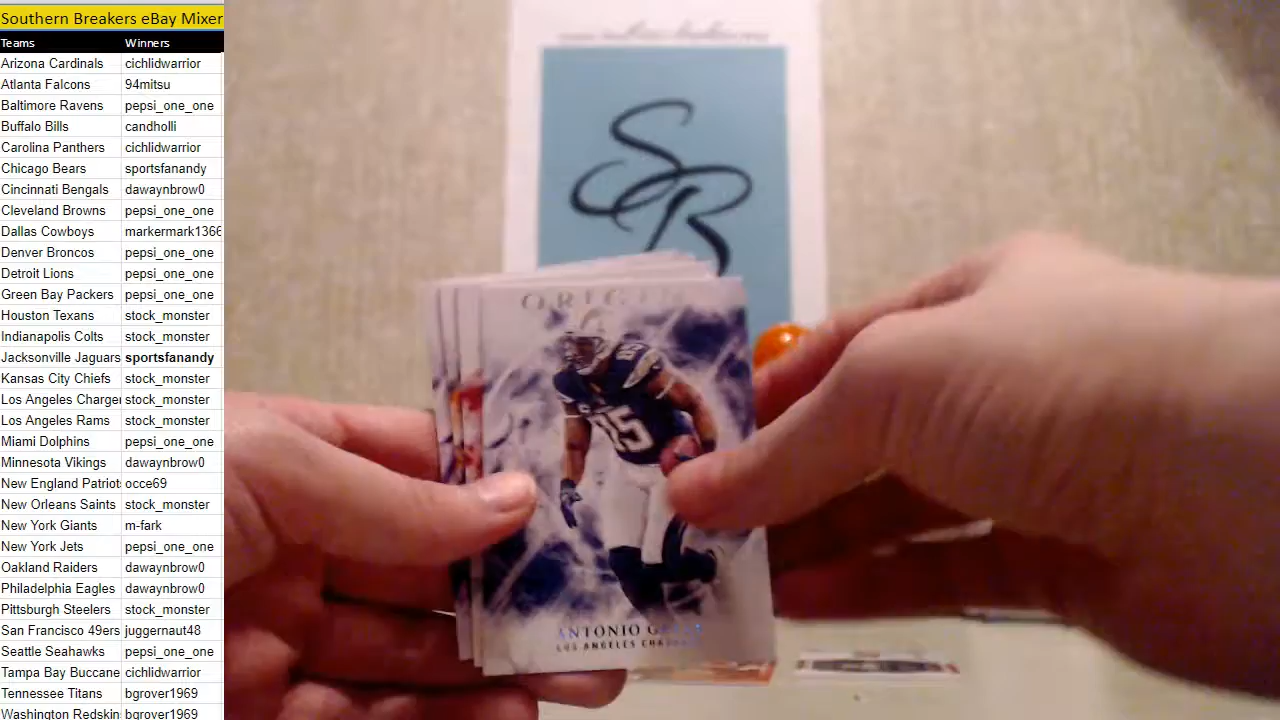 Southern Breakers eBay Mixer
Teams Winners
Arizona Cardinals cichlidwarrior
Atlanta Falcons 94mitsu
Baltimore Ravens pepsi_one_one
Buffalo Bills candholli
Carolina Panthers cichlidwarrior
Chicago Bears sportsfanandy
Cincinnati Bengals dawaynbrow0
Cleveland Browns pepsi_one_one
Dallas Cowboys markermark1366
Denver Broncos pepsi_one_one
Detroit Lions pepsi_one_one
Green Bay Packers pepsi_one_one
Houston Texans stock_monster
Indianapolis Colts stock_monster
Jacksonville Jaguars sportsfanandy
Kansas City Chiefs stock_monster
Los Angeles Charger stock_monster
Los Angeles Rams stock_monster
Miami Dolphins pepsi_one_one
Minnesota Vikings dawaynbrow0
New England Patriots occe69
New Orleans Saints stock_monster
New York Giants m-fark
New York Jets pepsi_one_one
Oakland Raiders dawaynbrow0
Philadelphia Eagles dawaynbrow0
Pittsburgh Steelers stock_monster
San Francisco 49ers juggernaut48
Seattle Seahawks pepsi_one_one
Tampa Bay Buccane cichlidwarrior
Tennessee Titans bgrover1969
Washington Redskin bgrover1969
SB
85
ANTONIO
LOS ANGELES